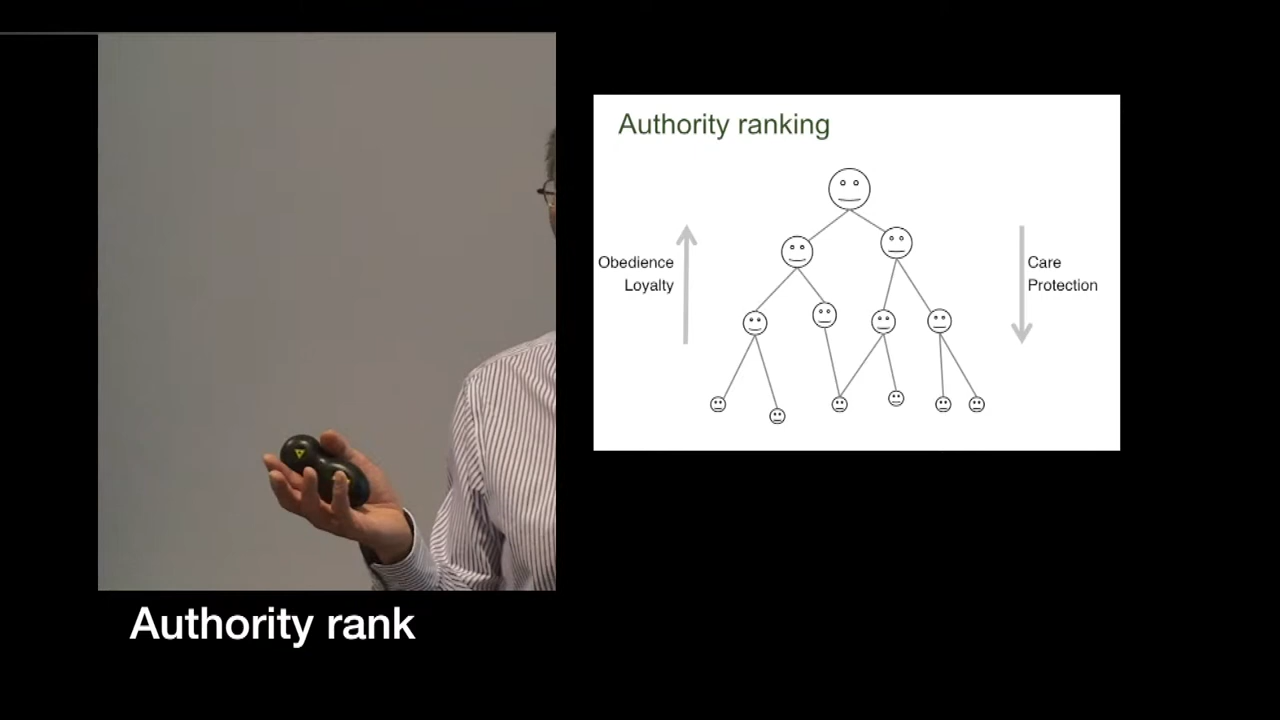 Authority ranking
Obedience
Loyalty
Care
Protection
Authority rank